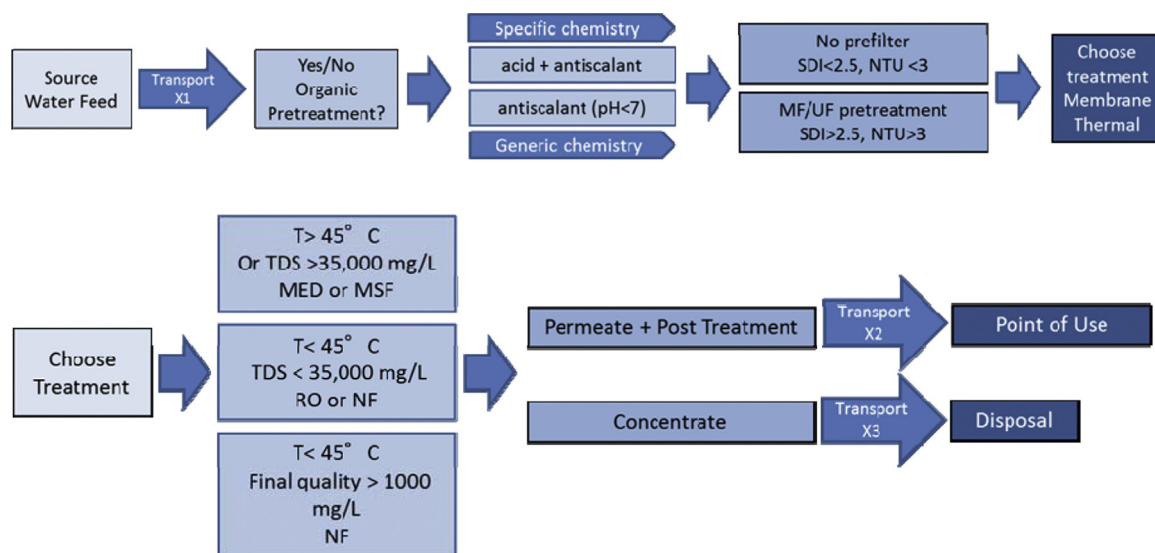 Source
Water Feed
Transport
X1
Yes/No
Organic
Pretreatment?
Specific chemistry
acid + antiscalant
antiscalant (pH<7)
Generic chemistry
No prefilter
SDI<2.5, NTU <3
MF/UF pretreatment
SDI>2.5, NTU>3
Choose
treatment
Membrane
Thermal
Choose
Treatment
T> 45° C
Or TDS >35,000 mg/L
MED or MSF
T< 45° C
TDS < 35,000 mg/L
RO or NF
T< 45° C
Final quality > 1000
mg/L
NF
Permeate + Post Treatment
Transport
X2
Point of Use
Concentrate
Transport
X3
Disposal